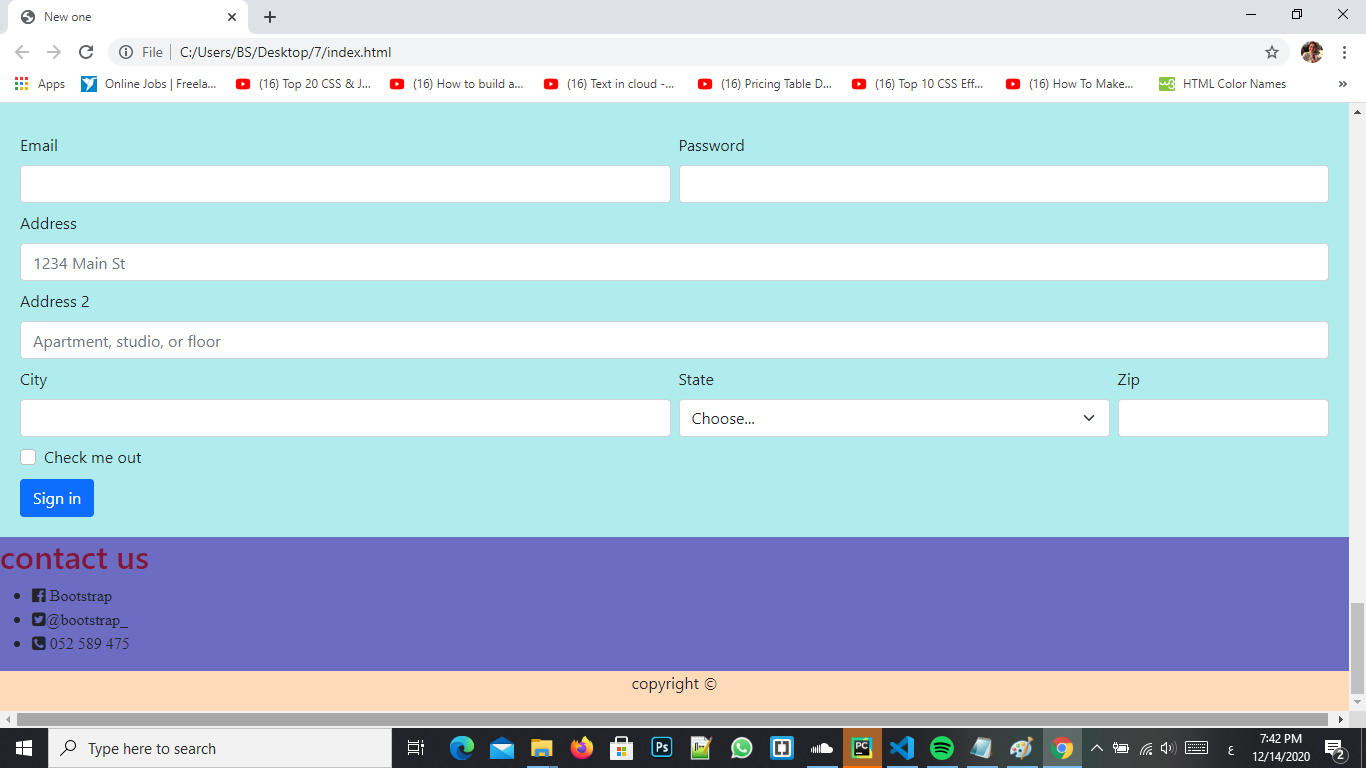 New one
File C:/Users/BS/Desktop/7/index.html
Apps Online Jobs | Freela... (16) Top 20 CSS & J... (16) How to build a... (16) Text in cloud -... (16) Pricing Table D... (16) Top 10 CSS Eff... (16) How To Make... HTML Color Names »
Email Password
Address
1234 Main St
Address 2
Apartment, studio, or floor
City State Zip
Choose...
Check me out
Sign in
contact us
Bootstrap
@bootstrap_
052 589 475
copyright ©
Type here to search
Ps
PC
ع
7:42 PM
12/14/2020
2